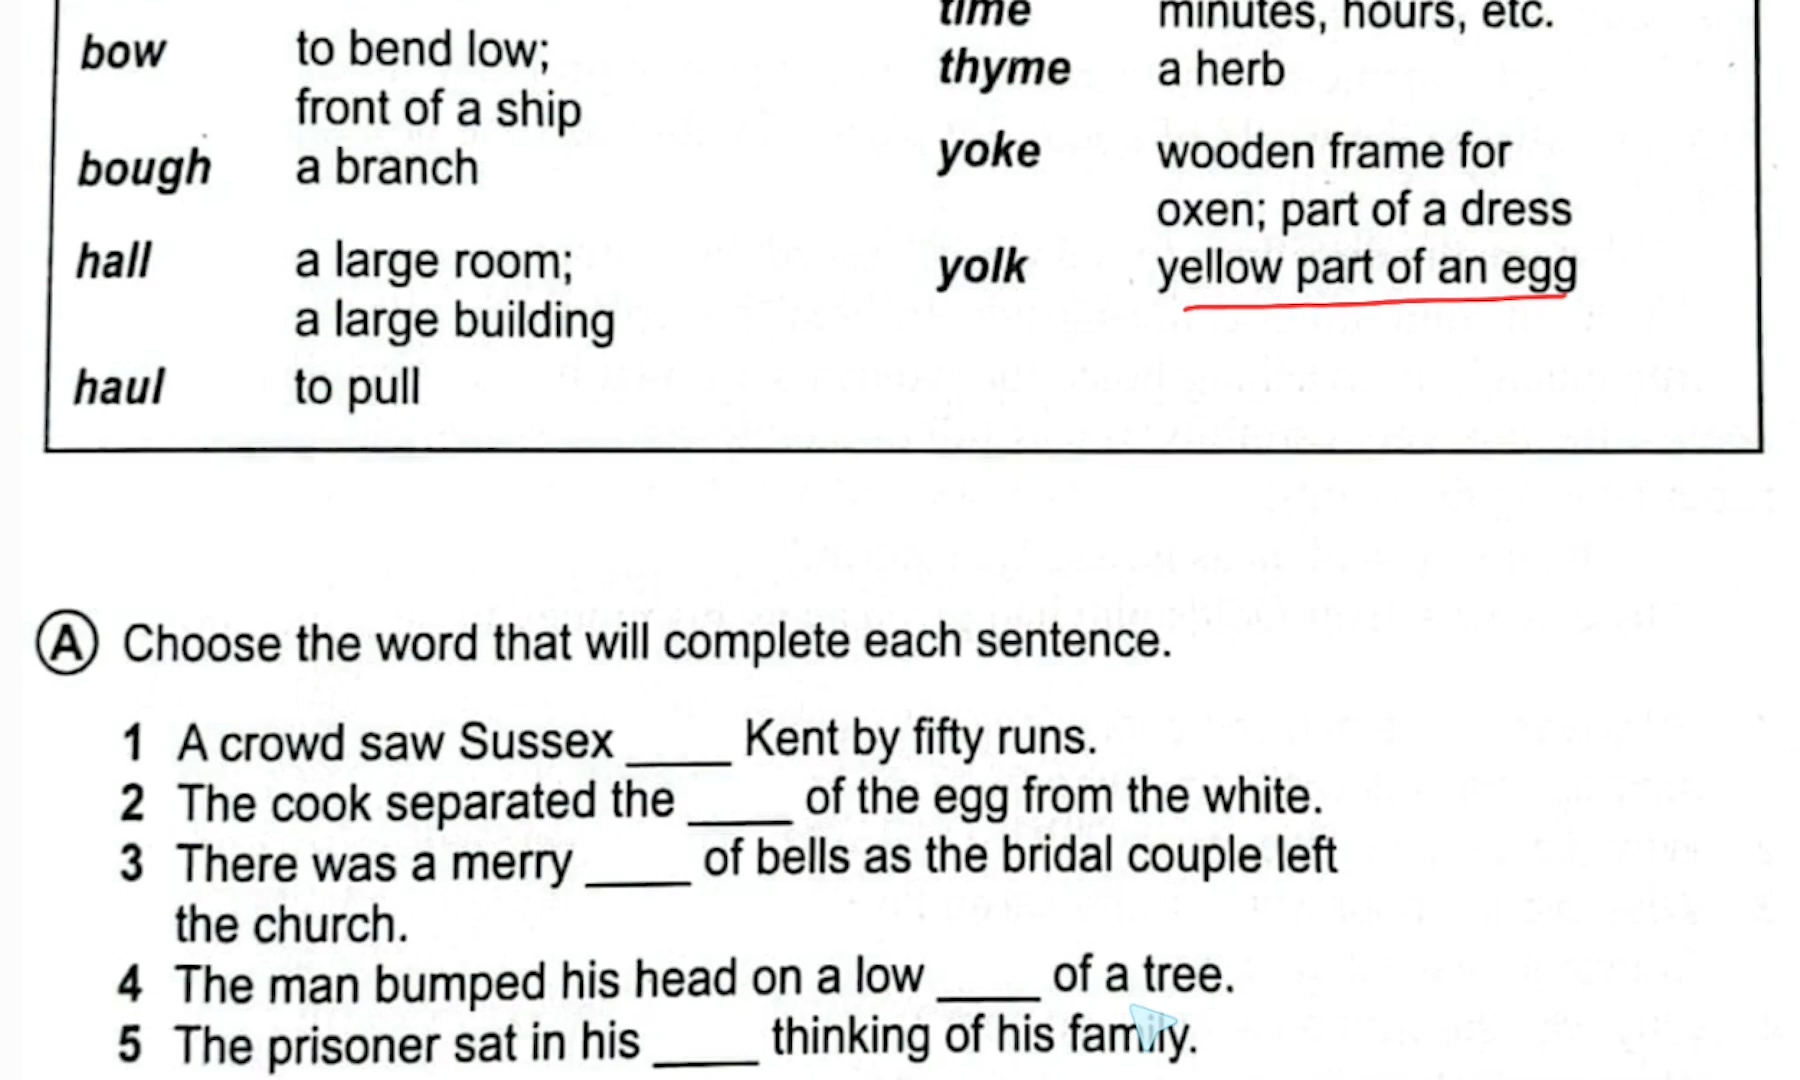 bow to bend low;
front of a ship
bough a branch
hall a large room;
a large building
haul to pull
time minutes, hours, etc.
thyme a herb
yoke wooden frame for
oxen; part of a dress
yolk yellow part of an egg
A Choose the word that will complete each sentence.
1 A crowd saw Sussex ____ Kent by fifty runs.
2 The cook separated the ____ of the egg from the white.
3 There was a merry ____ of bells as the bridal couple left
the church.
4 The man bumped his head on a low ____ of a tree.
5 The prisoner sat in his ____ thinking of his family.